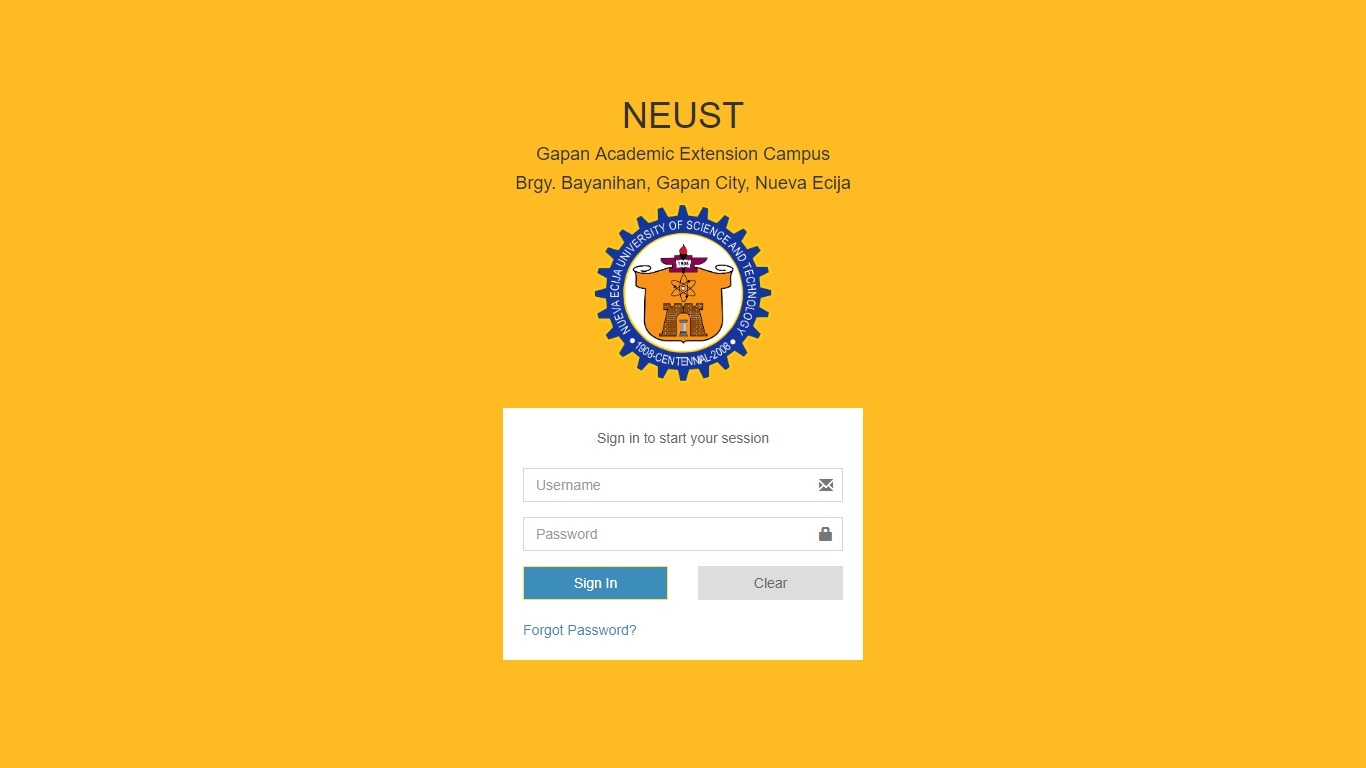 NEUST
Gapan Academic Extension Campus
Brgy. Bayanihan, Gapan City, Nueva Ecija
NUEVA ECIJA UNIVERSITY OF SCIENCE AND TECHNOLOGY
1908
1908-CENTENNIAL-2008
Sign in to start your session
Username
Password
Sign In
Clear
Forgot Password?